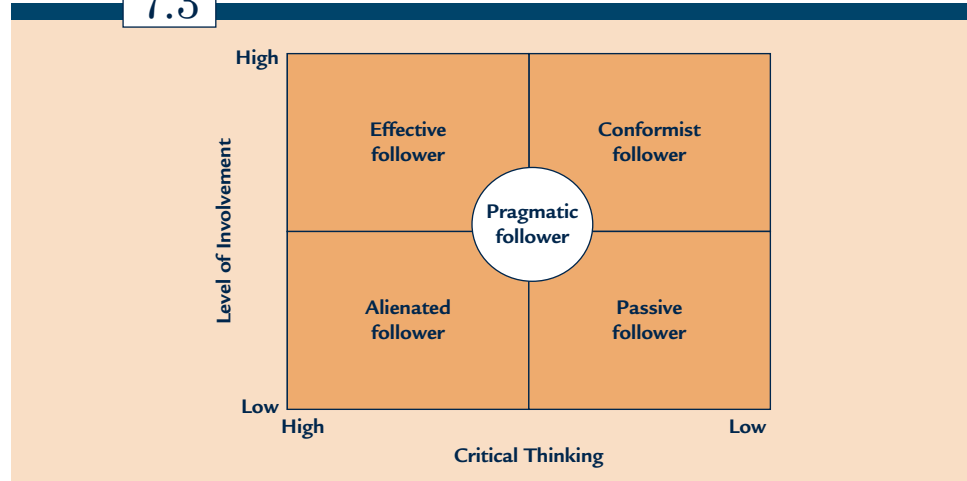 7.3
High
Effective
follower
Conformist
follower
Level of Involvement
Pragmatic
follower
Alienated
follower
Passive
follower
Low
High
Low
Critical Thinking